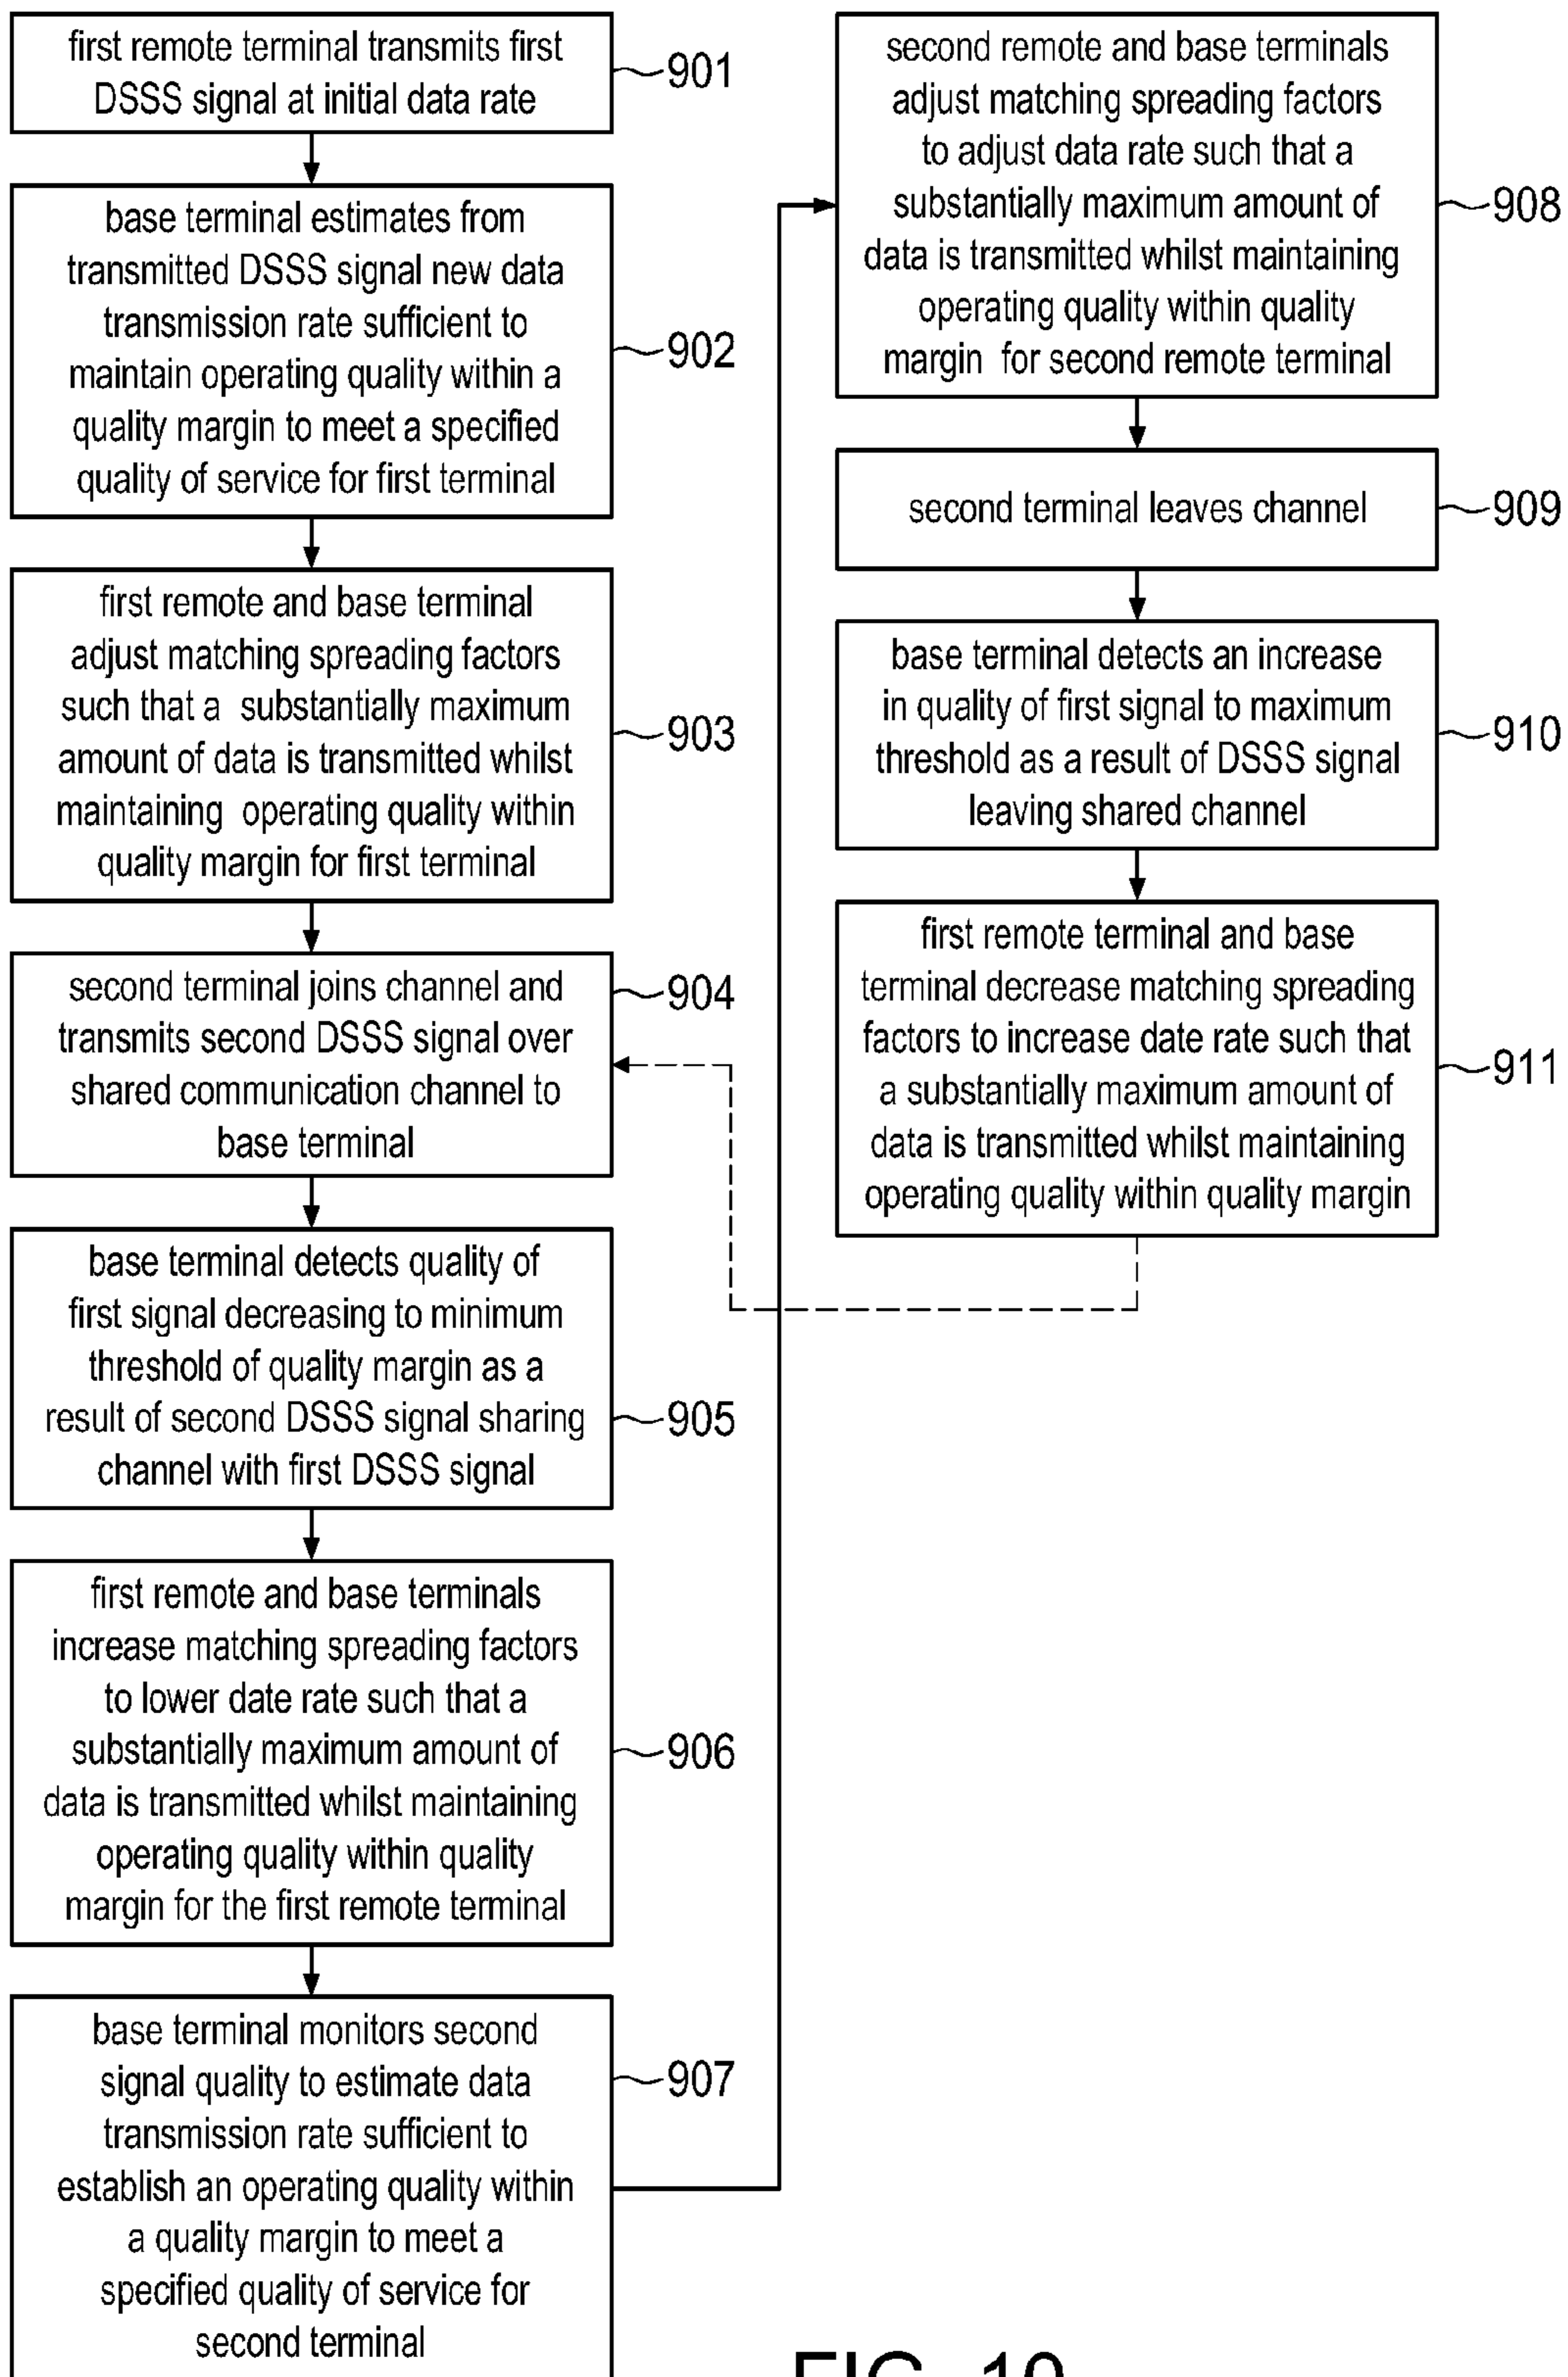 first remote terminal transmits first
DSSS signal at initial data rate
901
base terminal estimates from
transmitted DSSS signal new data
transmission rate sufficient to
maintain operating quality within a
quality margin to meet a specified
quality of service for first terminal
902
first remote and base terminal
adjust matching spreading factors
such that a substantially maximum
amount of data is transmitted whilst
maintaining operating quality within
quality margin for first terminal
903
second terminal joins channel and
transmits second DSSS signal over
shared communication channel to
base terminal
904
base terminal detects quality of
first signal decreasing to minimum
threshold of quality margin as a
result of second DSSS signal sharing
channel with first DSSS signal
905
first remote and base terminals
increase matching spreading factors
to lower date rate such that a
substantially maximum amount of
data is transmitted whilst maintaining
operating quality within quality
margin for the first remote terminal
906
base terminal monitors second
signal quality to estimate data
transmission rate sufficient to
establish an operating quality within
a quality margin to meet a
specified quality of service for
second terminal
907
second remote and base terminals
adjust matching spreading factors
to adjust data rate such that a
substantially maximum amount of
data is transmitted whilst maintaining
operating quality within quality
margin for second remote terminal
908
second terminal leaves channel
909
base terminal detects an increase
in quality of first signal to maximum
threshold as a result of DSSS signal
leaving shared channel
910
first remote terminal and base
terminal decrease matching spreading
factors to increase date rate such that
a substantially maximum amount of
data is transmitted whilst maintaining
operating quality within quality margin
911
FIG. 10